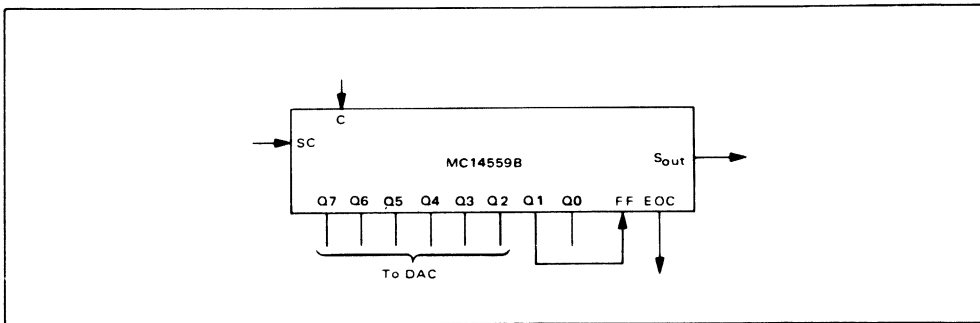 C
SC
MC14559B
Sout
Q7 Q6 Q5 Q4 Q3 Q2 Q1 Q0 FF EOC
To DAC